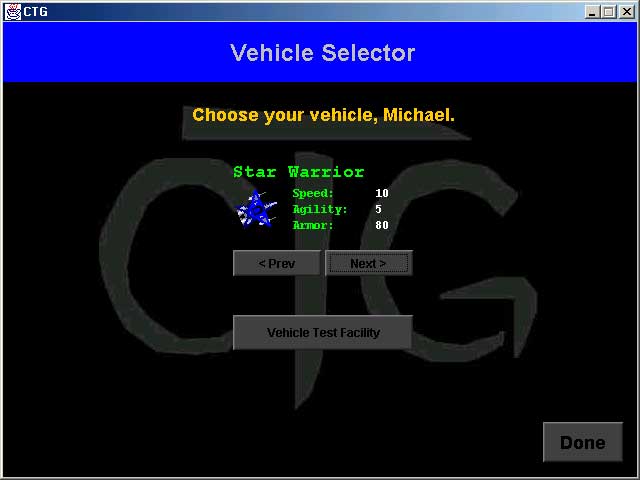 CTG
Vehicle Selector
Choose your vehicle, Michael.
Star Warrior
Speed: 10
Agility: 5
Armor: 80
< Prev Next >
Vehicle Test Facility
CTG
Done